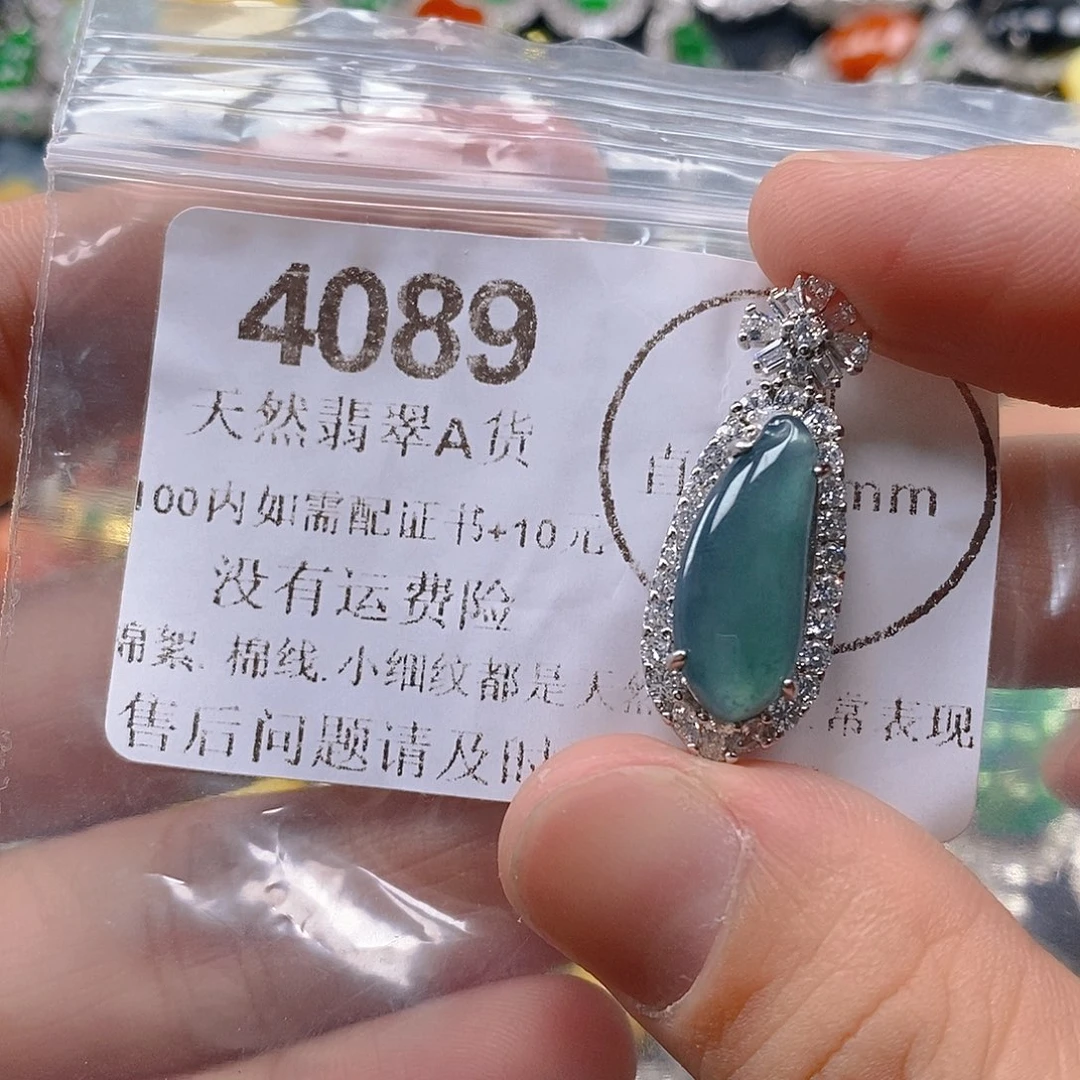 4089
天然翡翠A货
100内如需配证书+10元
没有运费险
棉絮.棉线.小细纹都是天然 常表现
售后问题请及时
直 mm